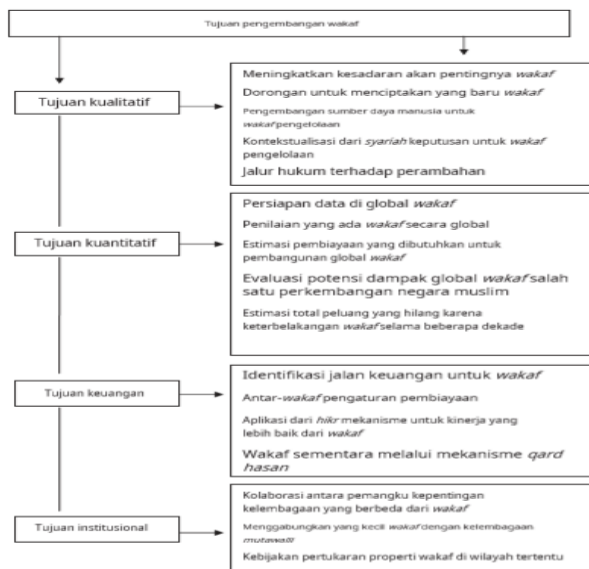 Tujuan pengembangan wakaf
Tujuan kualitatif
Meningkatkan kesadaran akan pentingnya wakaf
Dorongan untuk menciptakan yang baru wakaf
Pengembangan sumber daya manusia untuk
wakaf pengelolaan
Kontekstualisasi dari syariah keputusan untuk wakaf
pengelolaan
Jalur hukum terhadap perambahan
Tujuan kuantitatif
Persiapan data di global wakaf
Penilaian yang ada wakaf secara global
Estimasi pembiayaan yang dibutuhkan untuk
pembangunan global wakaf
Evaluasi potensi dampak global wakaf salah
satu perkembangan negara muslim
Estimasi total peluang yang hilang karena
keterbelakangan wakaf selama beberapa dekade
Tujuan keuangan
Identifikasi jalan keuangan untuk wakaf
Antar-wakaf pengaturan pembiayaan
Aplikasi dari hikr mekanisme untuk kinerja yang
lebih baik dari wakaf
Wakaf sementara melalui mekanisme qard
hasan
Tujuan institusional
Kolaborasi antara pemangku kepentingan
kelembagaan yang berbeda dari wakaf
Menggabungkan yang kecil wakaf dengan kelembagaan
mutawalli
Kebijakan pertukaran properti wakaf di wilayah tertentu